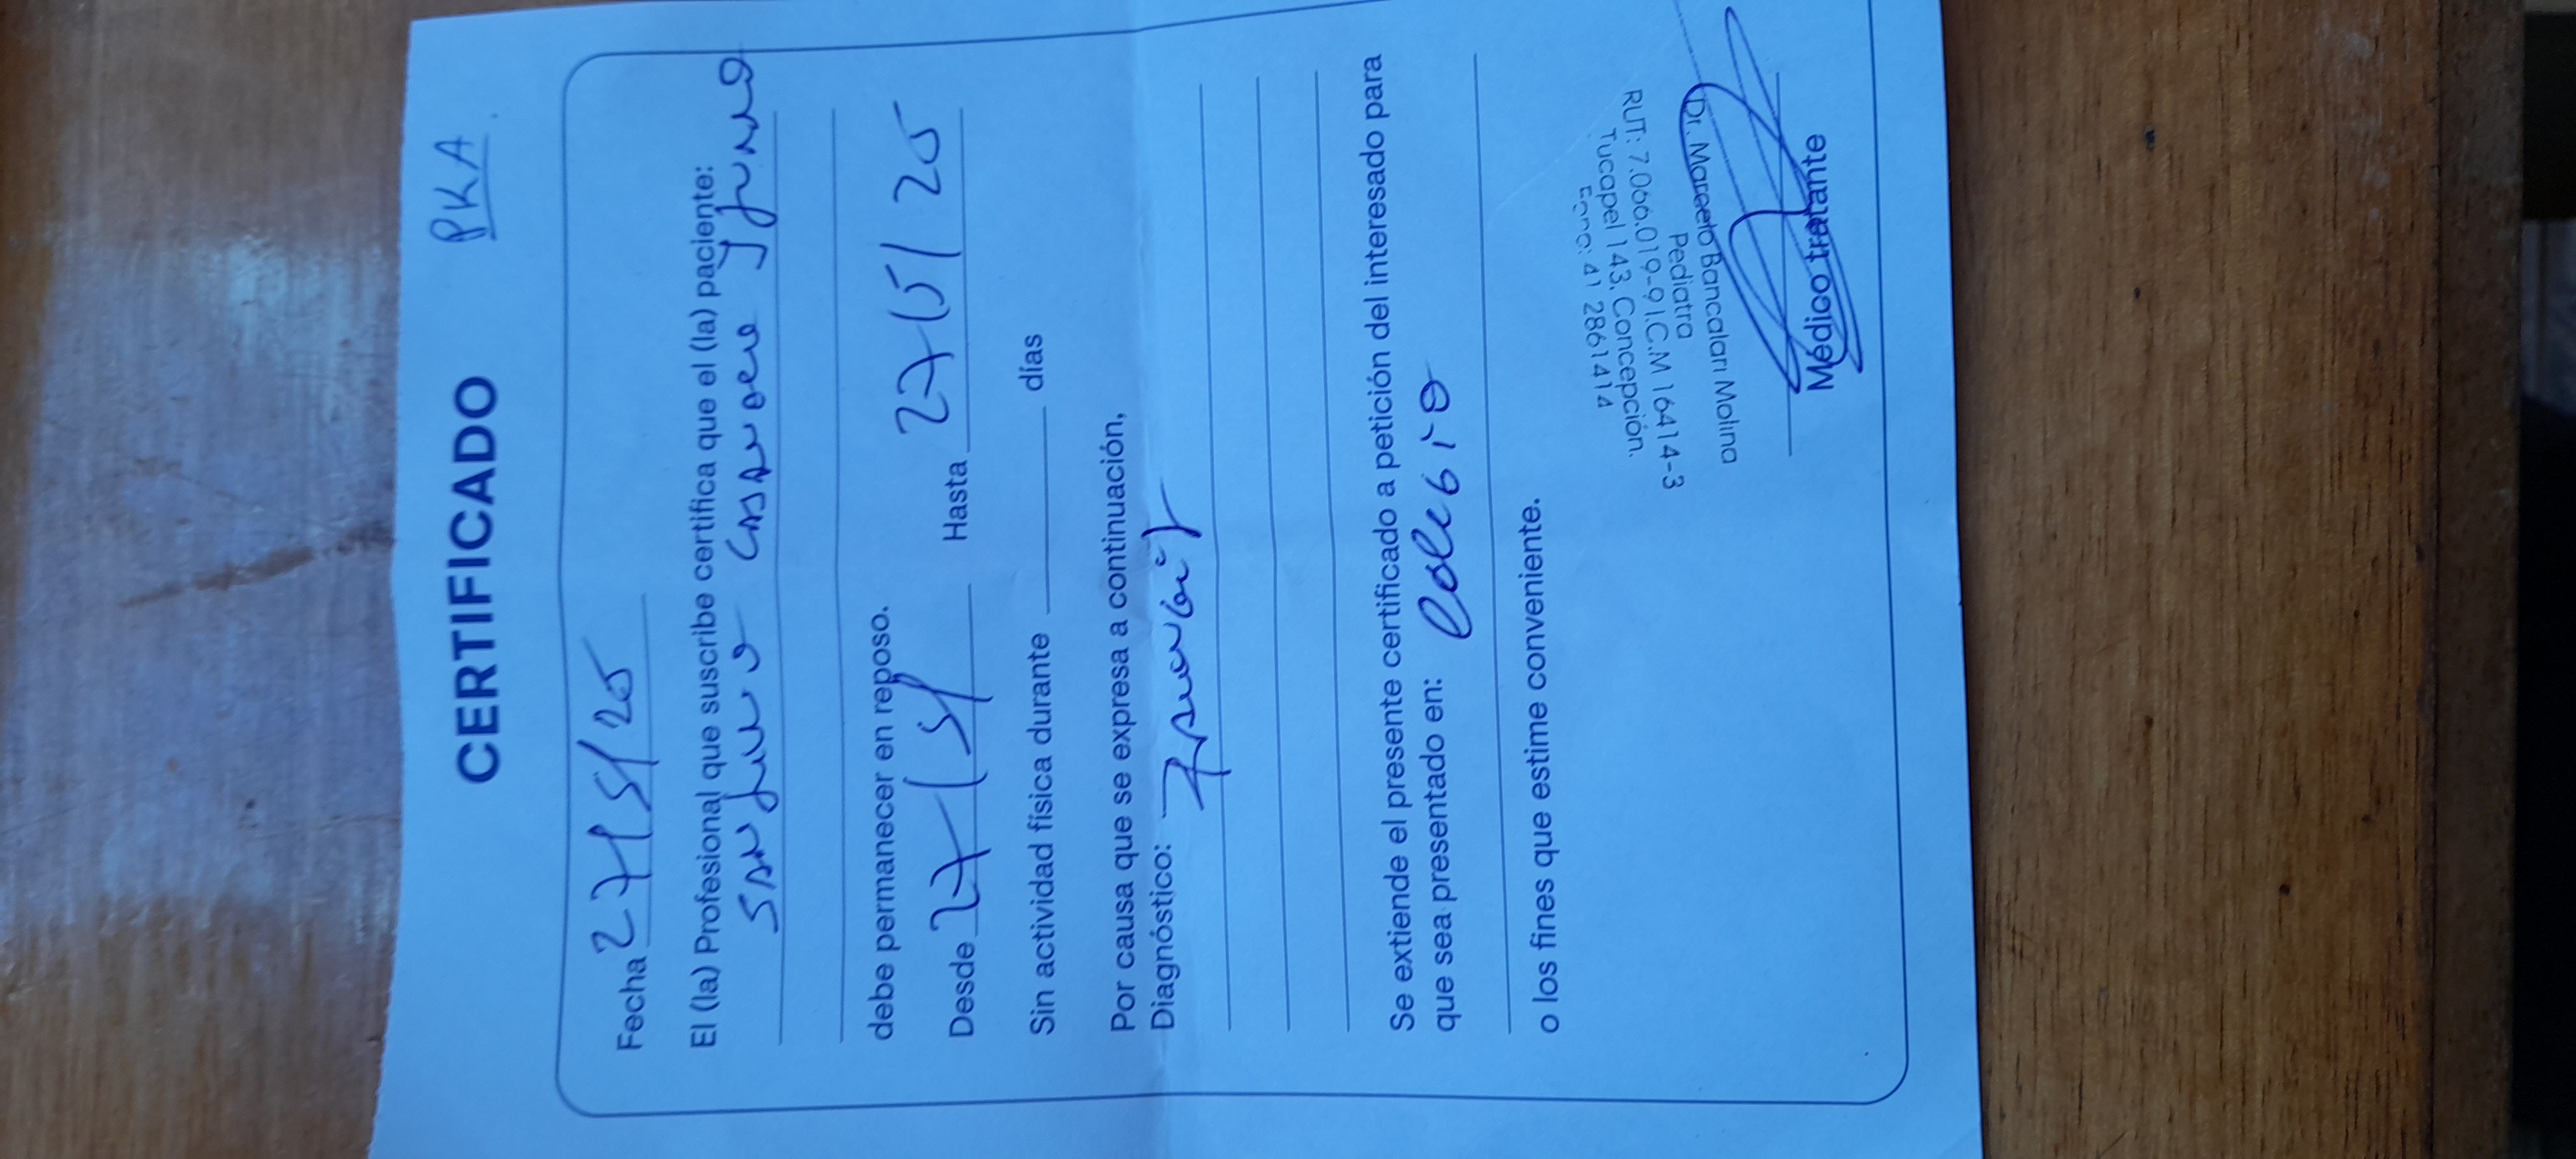 CERTIFICADO
PKA
Fecha 27/5/25
El (la) Profesional que suscribe certifica que el (la) paciente:
debe permanecer en reposo.
Desde 27/5/ Hasta 27/5/25
Sin actividad física durante días
Por causa que se expresa a continuación,
Diagnóstico:
Se extiende el presente certificado a petición del interesado para
que sea presentado en: Colegio
o los fines que estime conveniente.
Dr. Marcelo Bancalari Molina
Pediatra
RUT: 7.066.019-9 I.C.M 16414-3
Tucapel 143. Concepción.
Fono: 41 2861414
Médico tratante